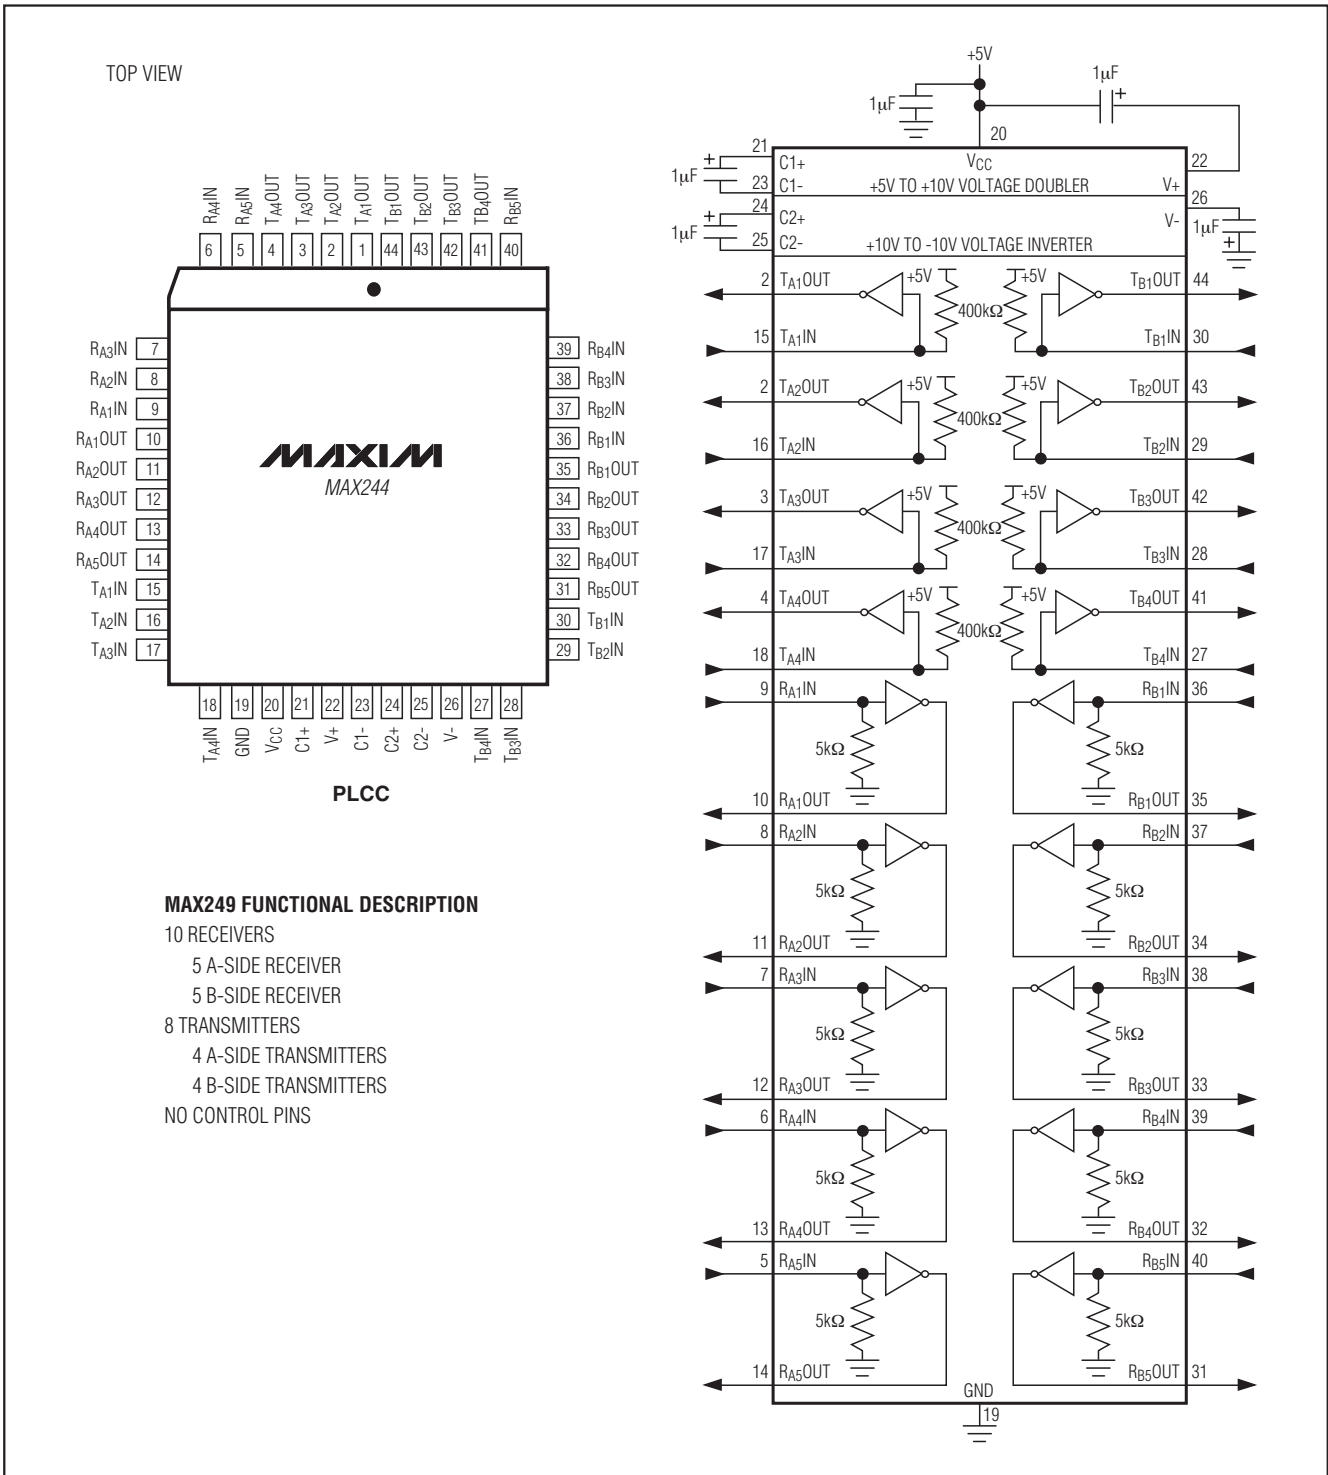 TOP VIEW
RA4IN RA5IN TA4OUT TA3OUT TA2OUT TA1OUT TB1OUT TB2OUT TB3OUT TB4OUT RB5IN
6 5 4 3 2 1 44 43 42 41 40
RA3IN 7
RA2IN 8
RA1IN 9
RA1OUT 10
RA2OUT 11
RA3OUT 12
RA4OUT 13
RA5OUT 14
TA1IN 15
TA2IN 16
TA3IN 17
MAXIM
MAX244
39 RB4IN
38 RB3IN
37 RB2IN
36 RB1IN
35 RB1OUT
34 RB2OUT
33 RB3OUT
32 RB4OUT
31 RB5OUT
30 TB1IN
29 TB2IN
18 19 20 21 22 23 24 25 26 27 28
TA4IN GND VCC C1+ V+ C1- C2+ C2- V- TB4IN TB3IN
PLCC
MAX249 FUNCTIONAL DESCRIPTION
10 RECEIVERS
5 A-SIDE RECEIVER
5 B-SIDE RECEIVER
8 TRANSMITTERS
4 A-SIDE TRANSMITTERS
4 B-SIDE TRANSMITTERS
NO CONTROL PINS
+5V
1µF
1µF +
20
21 C1+ VCC 22
1µF +
23 C1- +5V TO +10V VOLTAGE DOUBLER V+
24 C2+ V- 26
1µF +
1µF +
25 C2- +10V TO -10V VOLTAGE INVERTER
2 TA1OUT +5V +5V TB1OUT 44
400kΩ
15 TA1IN TB1IN 30
2 TA2OUT +5V +5V TB2OUT 43
400kΩ
16 TA2IN TB2IN 29
3 TA3OUT +5V +5V TB3OUT 42
400kΩ
17 TA3IN TB3IN 28
4 TA4OUT +5V +5V TB4OUT 41
400kΩ
18 TA4IN TB4IN 27
9 RA1IN RB1IN 36
5kΩ 5kΩ
10 RA1OUT RB1OUT 35
8 RA2IN RB2IN 37
5kΩ 5kΩ
11 RA2OUT RB2OUT 34
7 RA3IN RB3IN 38
5kΩ 5kΩ
12 RA3OUT RB3OUT 33
6 RA4IN RB4IN 39
5kΩ 5kΩ
13 RA4OUT RB4OUT 32
5 RA5IN RB5IN 40
5kΩ 5kΩ
14 RA5OUT RB5OUT 31
GND
19